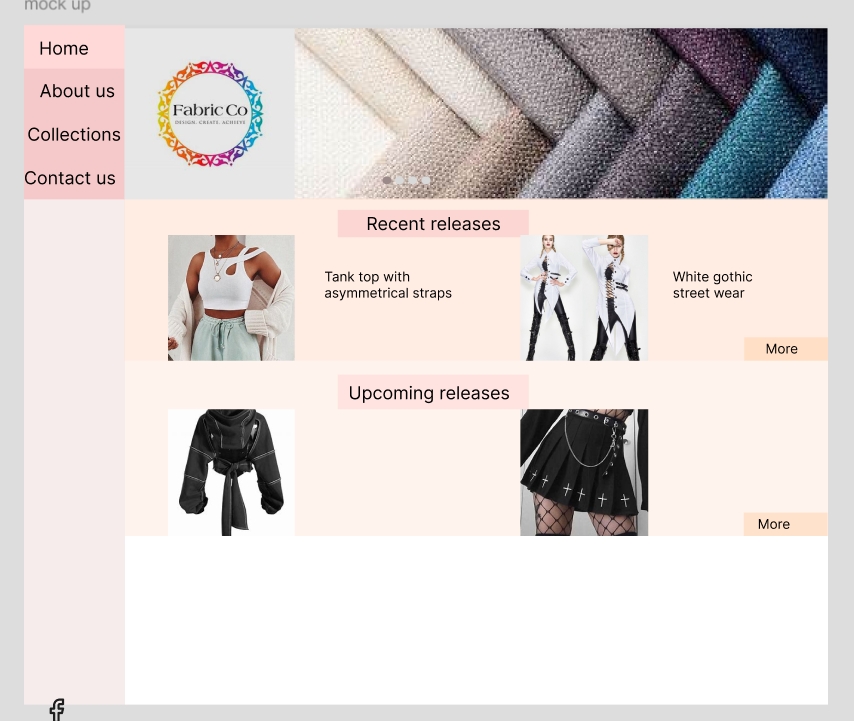 mock up
Home
About us
Collections
Contact us
Fabric Co
DESIGN. CREATE. ACHIEVE
Recent releases
Tank top with
asymmetrical straps
White gothic
street wear
More
Upcoming releases
More